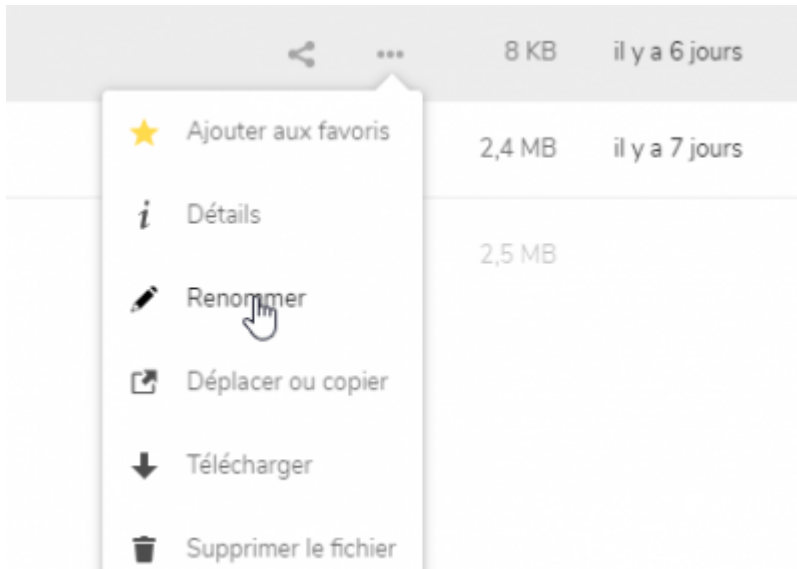 8 KB il y a 6 jours
Ajouter aux favoris
2,4 MB il y a 7 jours
Détails
2,5 MB
Renommer
Déplacer ou copier
Télécharger
Supprimer le fichier